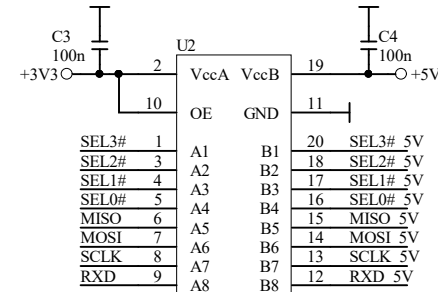 C3
100n
C4
100n
U2
+3V3
2
VccA
VccB
19
+5V
10
OE
GND
11
SEL3# 1 A1 B1 20 SEL3# 5V
SEL2# 3 A2 B2 18 SEL2# 5V
SEL1# 4 A3 B3 17 SEL1# 5V
SEL0# 5 A4 B4 16 SEL0# 5V
MISO 6 A5 B5 15 MISO 5V
MOSI 7 A6 B6 14 MOSI 5V
SCLK 8 A7 B7 13 SCLK 5V
RXD 9 A8 B8 12 RXD 5V